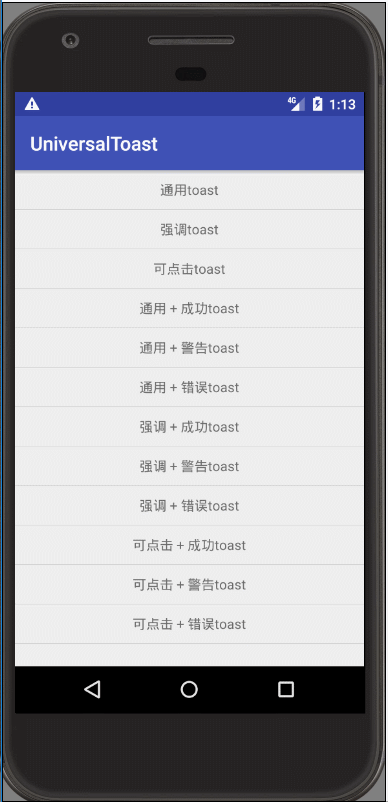 4G 1:13
UniversalToast
通用toast
强调toast
可点击toast
通用 + 成功toast
通用 + 警告toast
通用 + 错误toast
强调 + 成功toast
强调 + 警告toast
强调 + 错误toast
可点击 + 成功toast
可点击 + 警告toast
可点击 + 错误toast